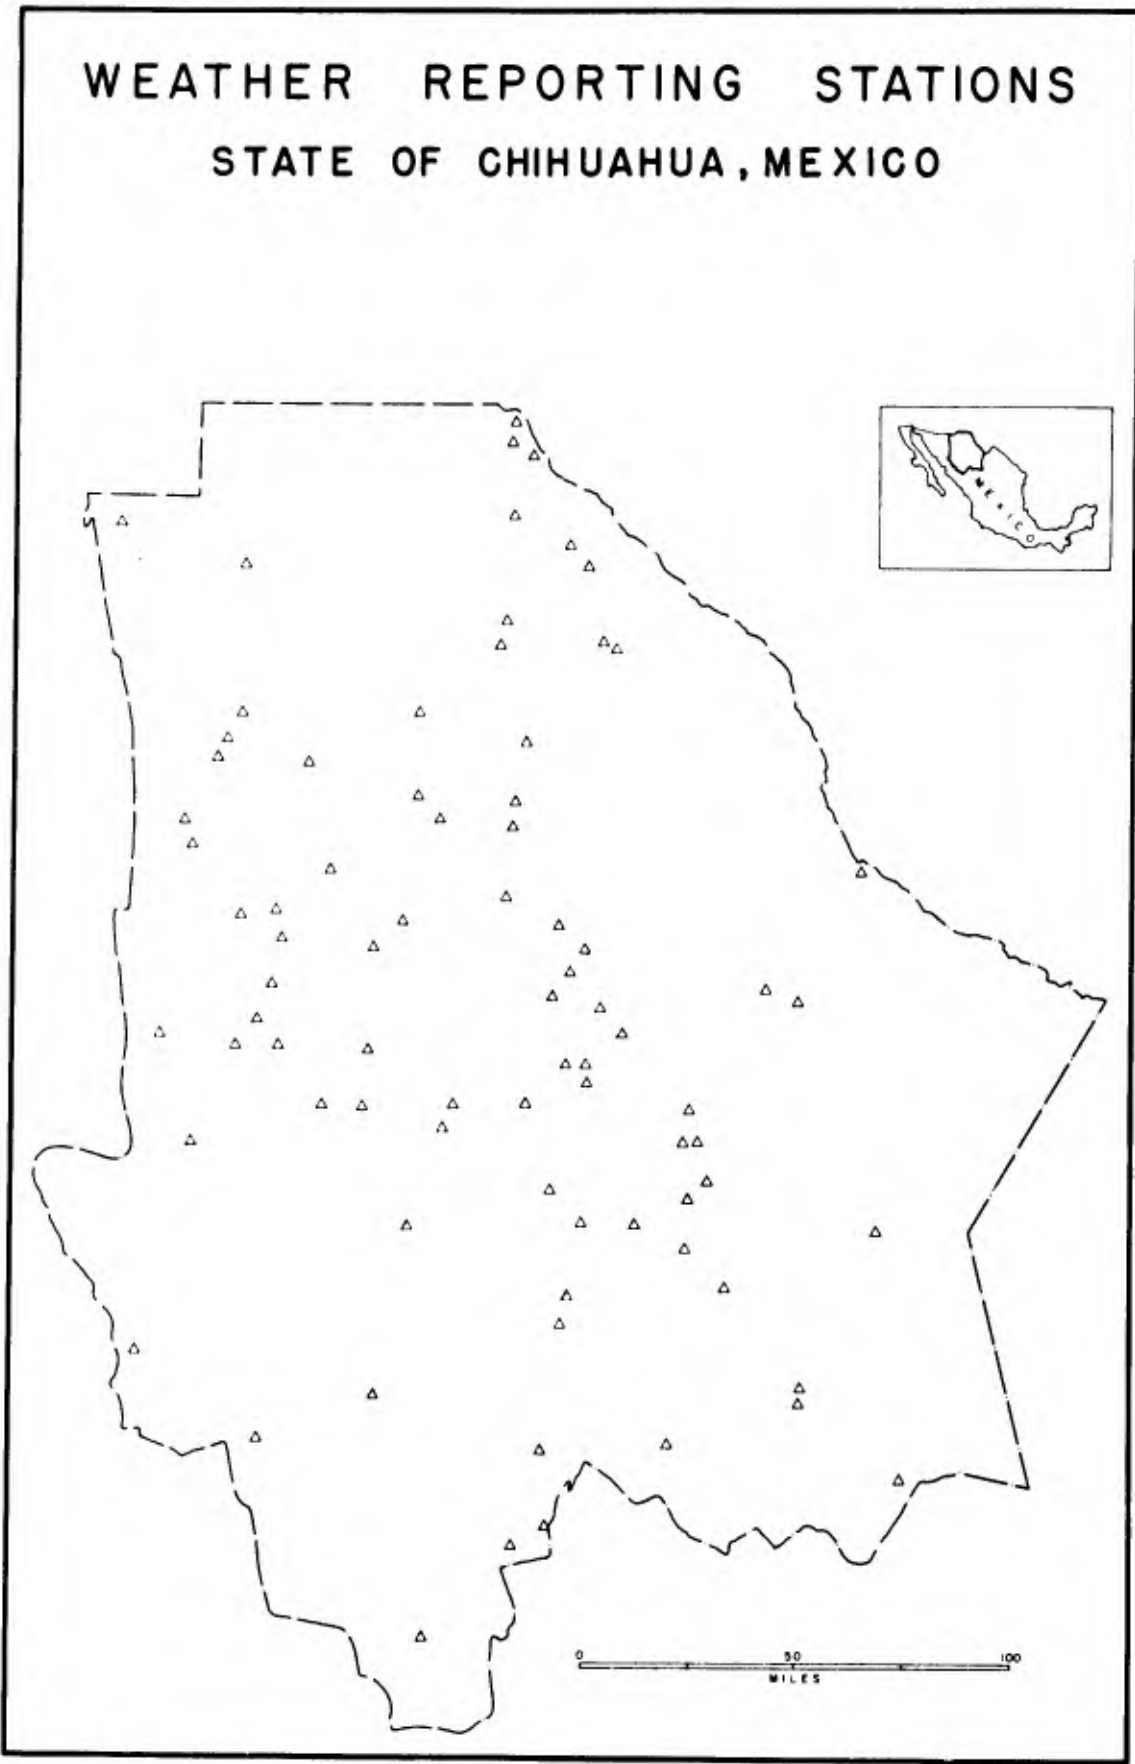 WEATHER REPORTING STATIONS
STATE OF CHIHUAHUA, MEXICO
MEXICO
0 50 100
MILES